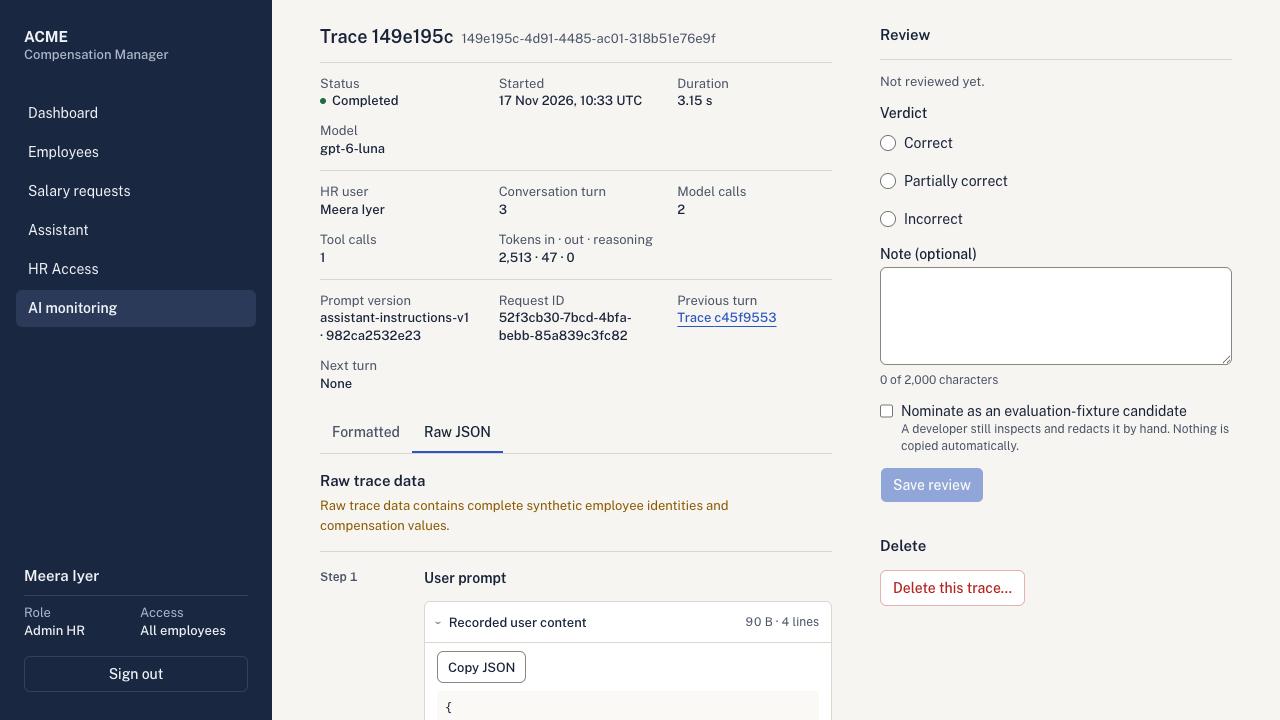 ACME
Compensation Manager
Dashboard
Employees
Salary requests
Assistant
HR Access
AI monitoring
Meera Iyer
Role
Access
Admin HR
All employees
Sign out
Trace 149e195c 149e195c-4d91-4485-ac01-318b51e76e9f
Status
Started
Duration
Completed
17 Nov 2026, 10:33 UTC
3.15 s
Model
gpt-6-luna
HR user
Conversation turn
Model calls
Meera Iyer
3
2
Tool calls
Tokens in · out · reasoning
1
2,513 · 47 · 0
Prompt version
Request ID
Previous turn
assistant-instructions-v1
· 982ca2532e23
52f3cb30-7bcd-4bfa-
bebb-85a839c3fc82
Trace c45f9553
Next turn
None
Formatted
Raw JSON
Raw trace data
Raw trace data contains complete synthetic employee identities and
compensation values.
Step 1
User prompt
Recorded user content
90 B · 4 lines
Copy JSON
{
Review
Not reviewed yet.
Verdict
Correct
Partially correct
Incorrect
Note (optional)
0 of 2,000 characters
Nominate as an evaluation-fixture candidate
A developer still inspects and redacts it by hand. Nothing is
copied automatically.
Save review
Delete
Delete this trace...